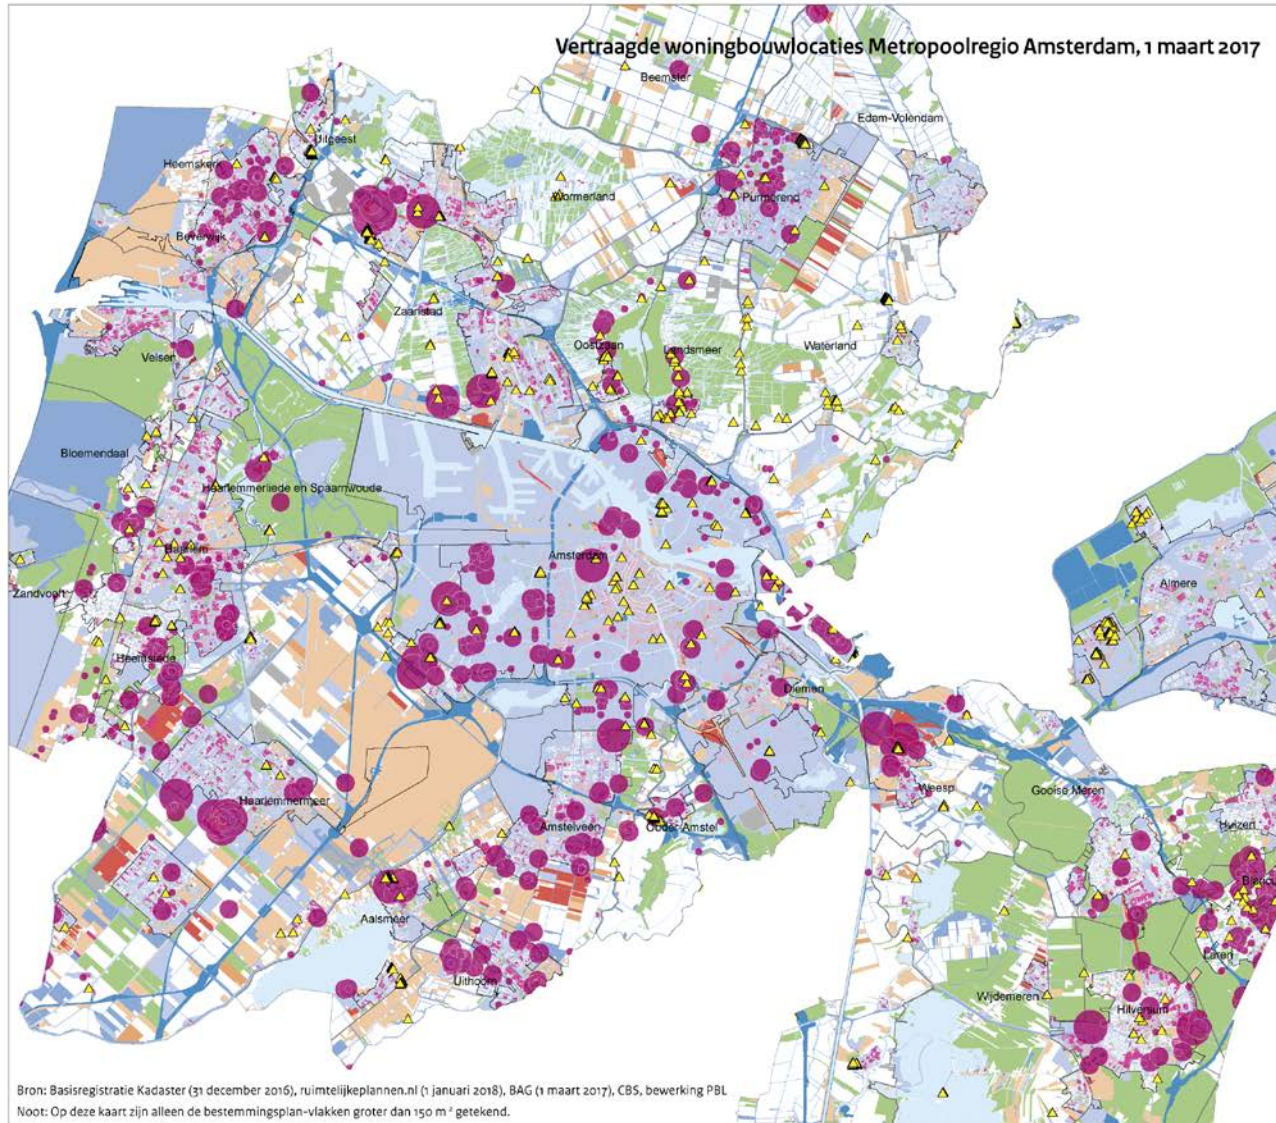 Vertraagde woningbouwlocaties Metropoolregio Amsterdam, 1 maart 2017
Beemster
Edam-Volendam
Uitgeest
Heemskerk
Wormerland
Purmerend
Beverwijk
Zaanstad
Oostzaan
Landsmeer
Waterland
Velsen
Bloemendaal
Haarlemmerliede en Spaarnwoude
Haarlem
Amsterdam
Almere
Zandvoort
Heemstede
Diemen
Weesp
Gooise Meren
Haarlemmermeer
Amstelveen
Ouder-Amstel
Huizen
Aalsmeer
Laren
Uithoorn
Wijdemeren
Hilversum
Bron: Basisregistratie Kadaster (31 december 2016), ruimtelijkeplannen.nl (1 januari 2018), BAG (1 maart 2017), CBS, bewerking PBL
Noot: Op deze kaart zijn alleen de bestemmingsplan-vlakken groter dan 150 m² getekend.